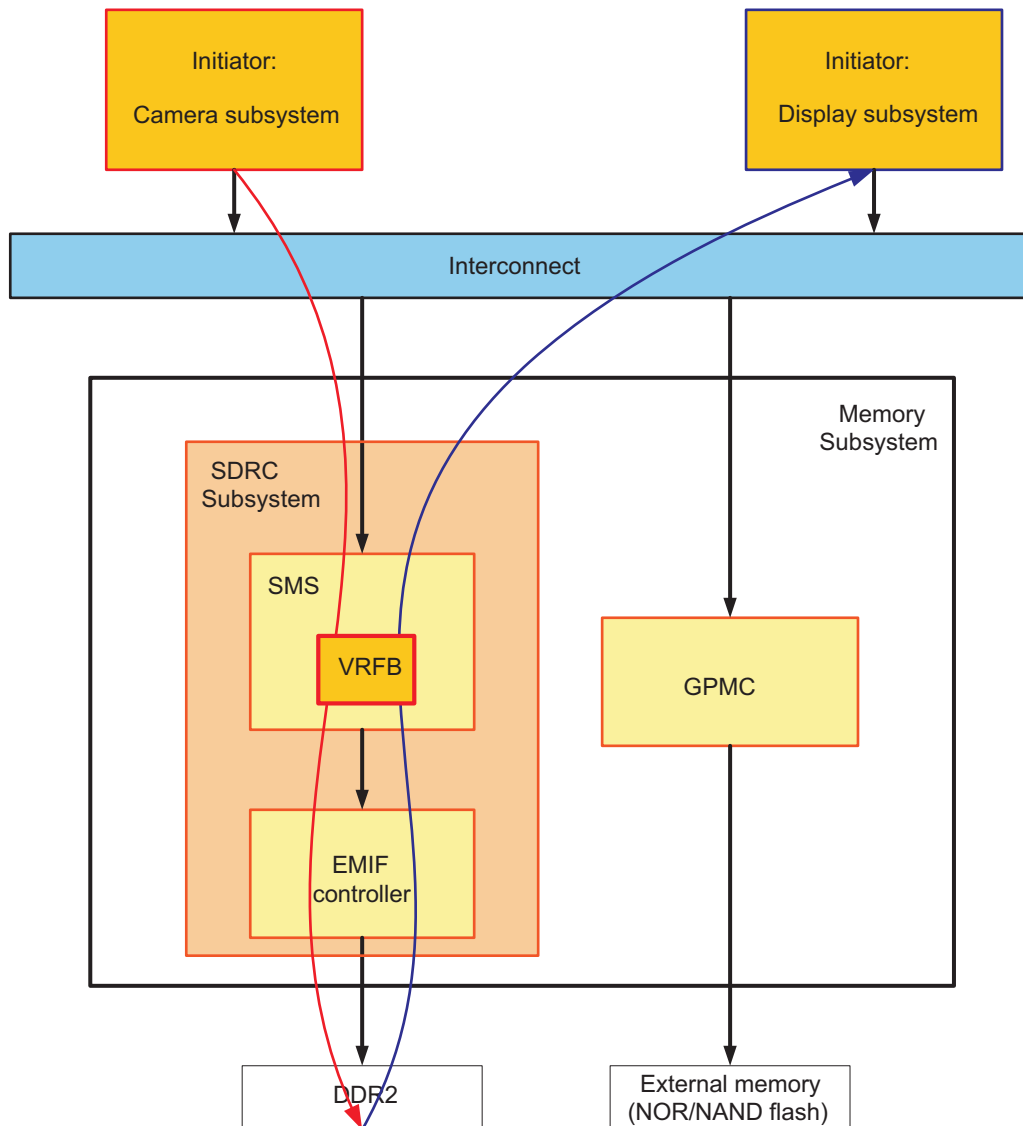 Initiator:
Camera subsystem
Initiator:
Display subsystem
Interconnect
Memory
Subsystem
SDRC
Subsystem
SMS
VRFB
GPMC
EMIF
controller
DDR2
External memory
(NOR/NAND flash)